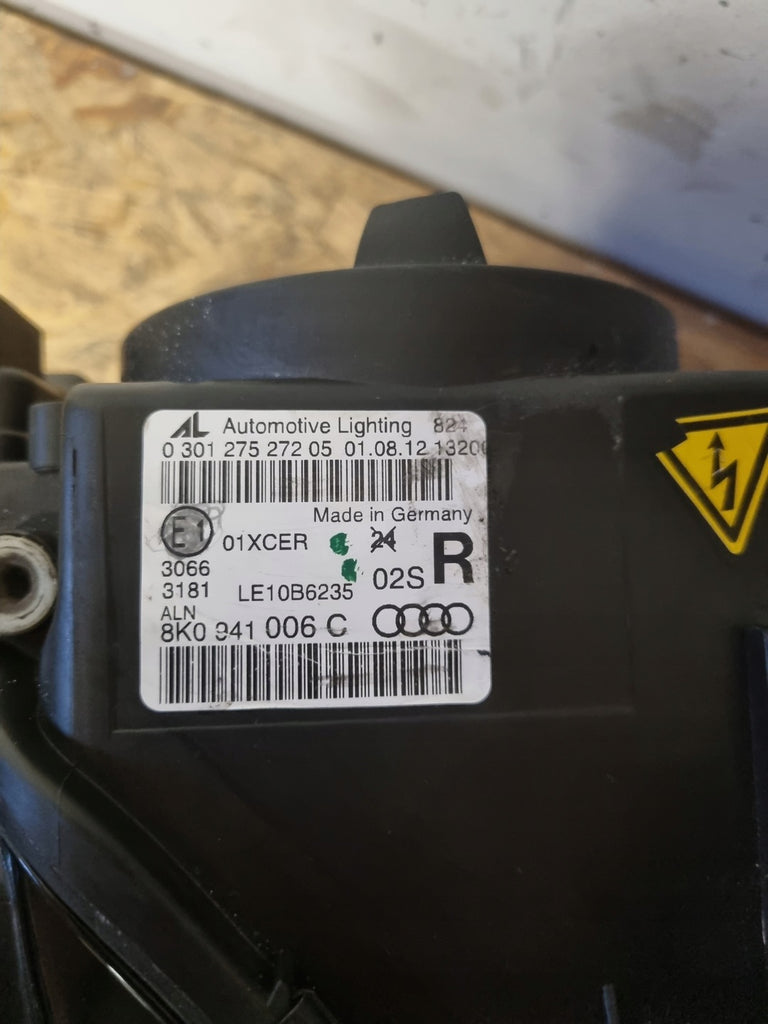 AL Automotive Lighting 824
0 301 275 272 05 01.08.12 1320
Made in Germany
E1 01XCER 24
3066
3181 LE10B6235 02S R
ALN
8K0 941 006 C